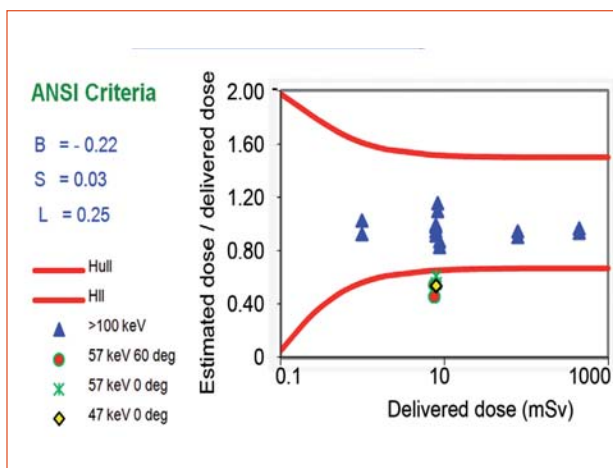 ANSI Criteria
B = - 0.22
S = 0.03
L = 0.25
Hull
Hll
>100 keV
57 keV 60 deg
57 keV 0 deg
47 keV 0 deg
Estimated dose / delivered dose
2.00
1.60
1.20
0.80
0.40
0
0.1
10
1000
Delivered dose (mSv)